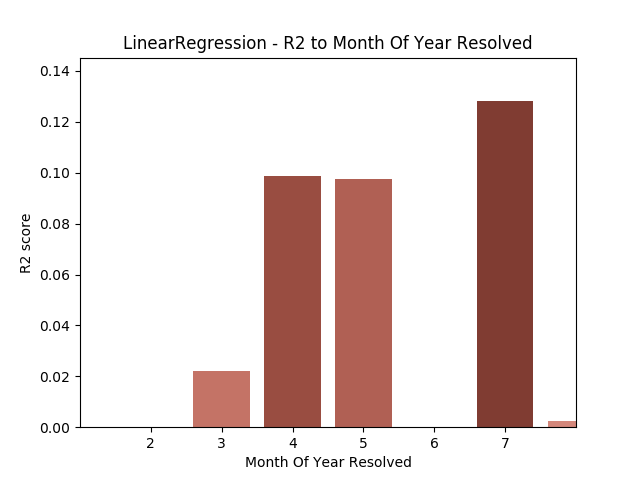 LinearRegression - R2 to Month Of Year Resolved
0.14
0.12
0.10
0.08
0.06
0.04
0.02
0.00
R2 score
2 3 4 5 6 7
Month Of Year Resolved